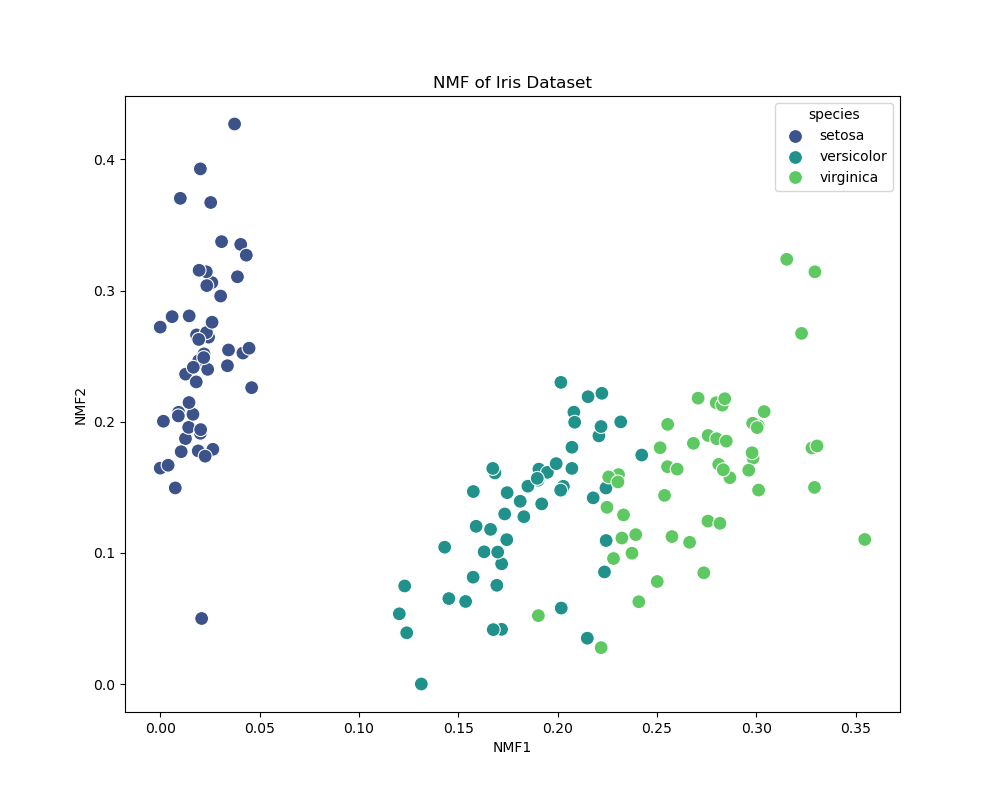 NMF of Iris Dataset
species
setosa
versicolor
virginica
NMF2
0.4
0.3
0.2
0.1
0.0
0.00 0.05 0.10 0.15 0.20 0.25 0.30 0.35
NMF1